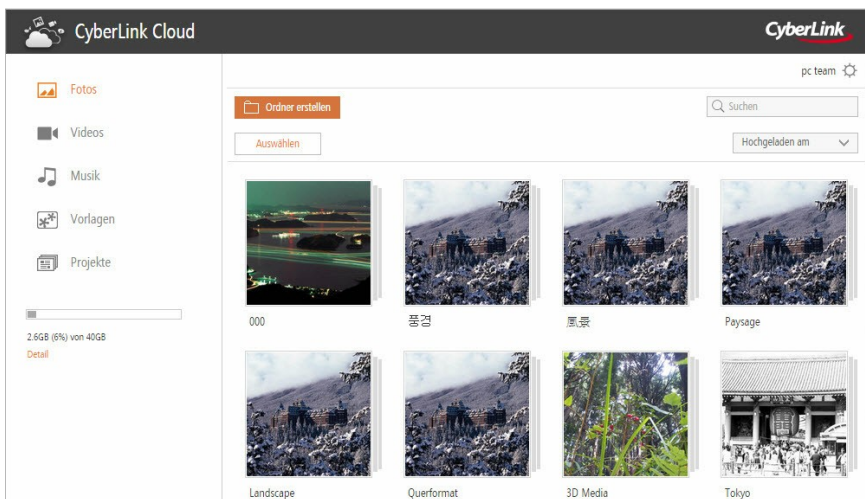 CyberLink Cloud
CyberLink
pc team
Fotos
Ordner erstellen
Suchen
Videos
Auswählen
Hochgeladen am
Musik
Vorlagen
Projekte
2.6GB (6%) von 40GB
Detail
000
풍경
風景
Paysage
Landscape
Querformat
3D Media
Tokyo